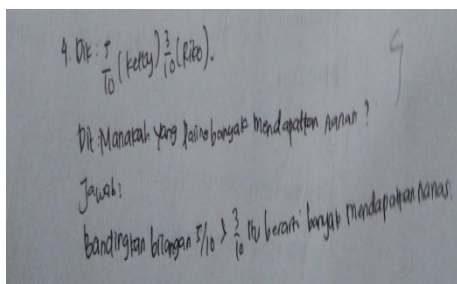 4. Dik: 5/10 (ketty) 3/10 (Riko).
Dit: Manakah yang paling banyak mendapatkan nanas?
Jawab:
Bandingkan bilangan 5/10 > 3/10 itu berarti banyak mendapatkan nanas.